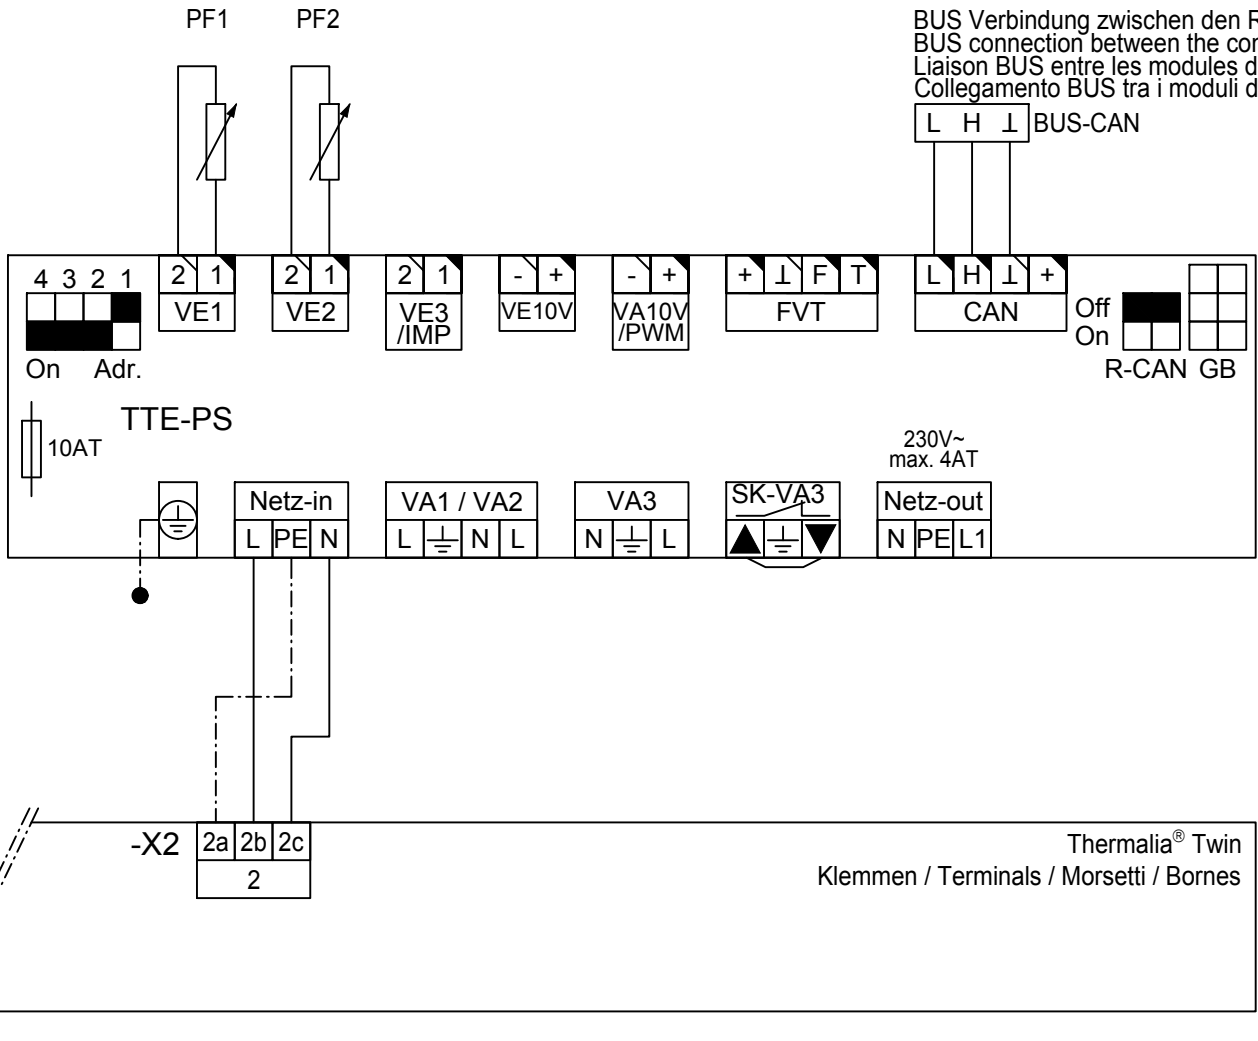 PF1 PF2
BUS Verbindung zwischen den
BUS connection between the
Liaison BUS entre les modules
Collegamento BUS tra i moduli
L H ⊥ BUS-CAN
4 3 2 1
2 1 2 1 2 1 - + - + + ⊥ F T L H ⊥ +
VE1 VE2 VE3 VE10V VA10V FVT CAN Off
/IMP /PWM On
On Adr. R-CAN GB
TTE-PS
10AT
230V~
max. 4AT
Netz-in VA1 / VA2 VA3 SK-VA3 Netz-out
L PE N L N L N L N PE L1
-X2 2a 2b 2c
2
Thermalia® Twin
Klemmen / Terminals / Morsetti / Bornes